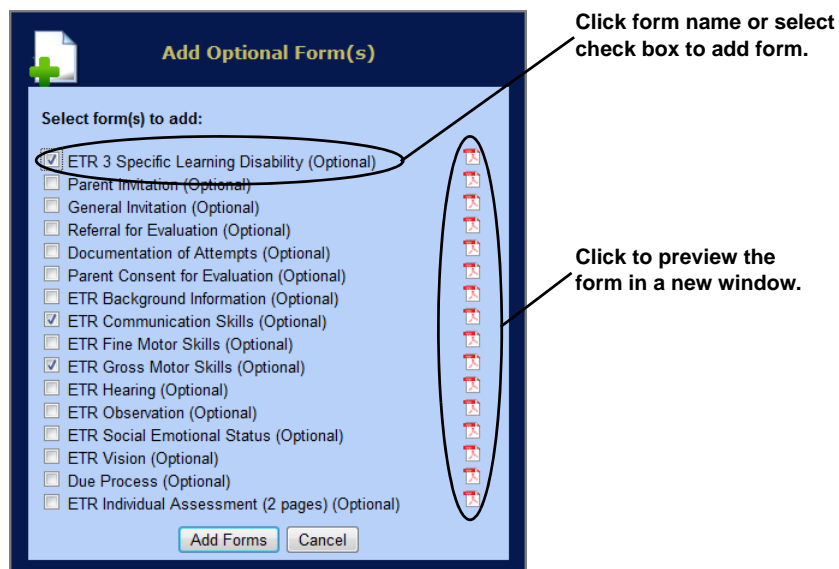 Click form name or select
check box to add form.
Add Optional Form(s)
Select form(s) to add:
ETR 3 Specific Learning Disability (Optional)
Parent Invitation (Optional)
General Invitation (Optional)
Referral for Evaluation (Optional)
Documentation of Attempts (Optional)
Parent Consent for Evaluation (Optional)
ETR Background Information (Optional)
ETR Communication Skills (Optional)
ETR Fine Motor Skills (Optional)
ETR Gross Motor Skills (Optional)
ETR Hearing (Optional)
ETR Observation (Optional)
ETR Social Emotional Status (Optional)
ETR Vision (Optional)
Due Process (Optional)
ETR Individual Assessment (2 pages) (Optional)
Add Forms
Cancel
Click to preview the
form in a new window.